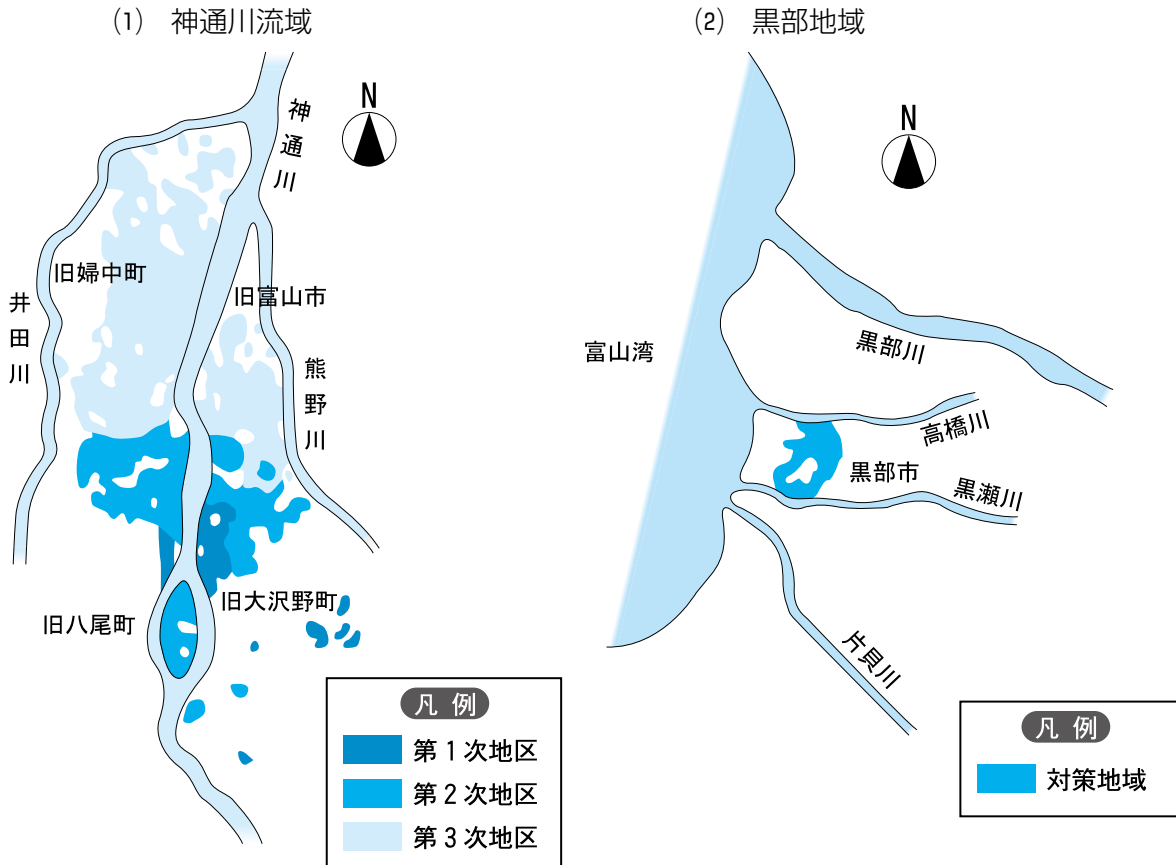 (1) 神通川流域
N
神通川
旧婦中町
旧富山市
井田川
熊野川
旧八尾町
旧大沢野町
凡例
第1次地区
第2次地区
第3次地区
(2) 黒部地域
N
富山湾
黒部川
高橋川
黒部市
黒瀬川
片貝川
凡例
対策地域